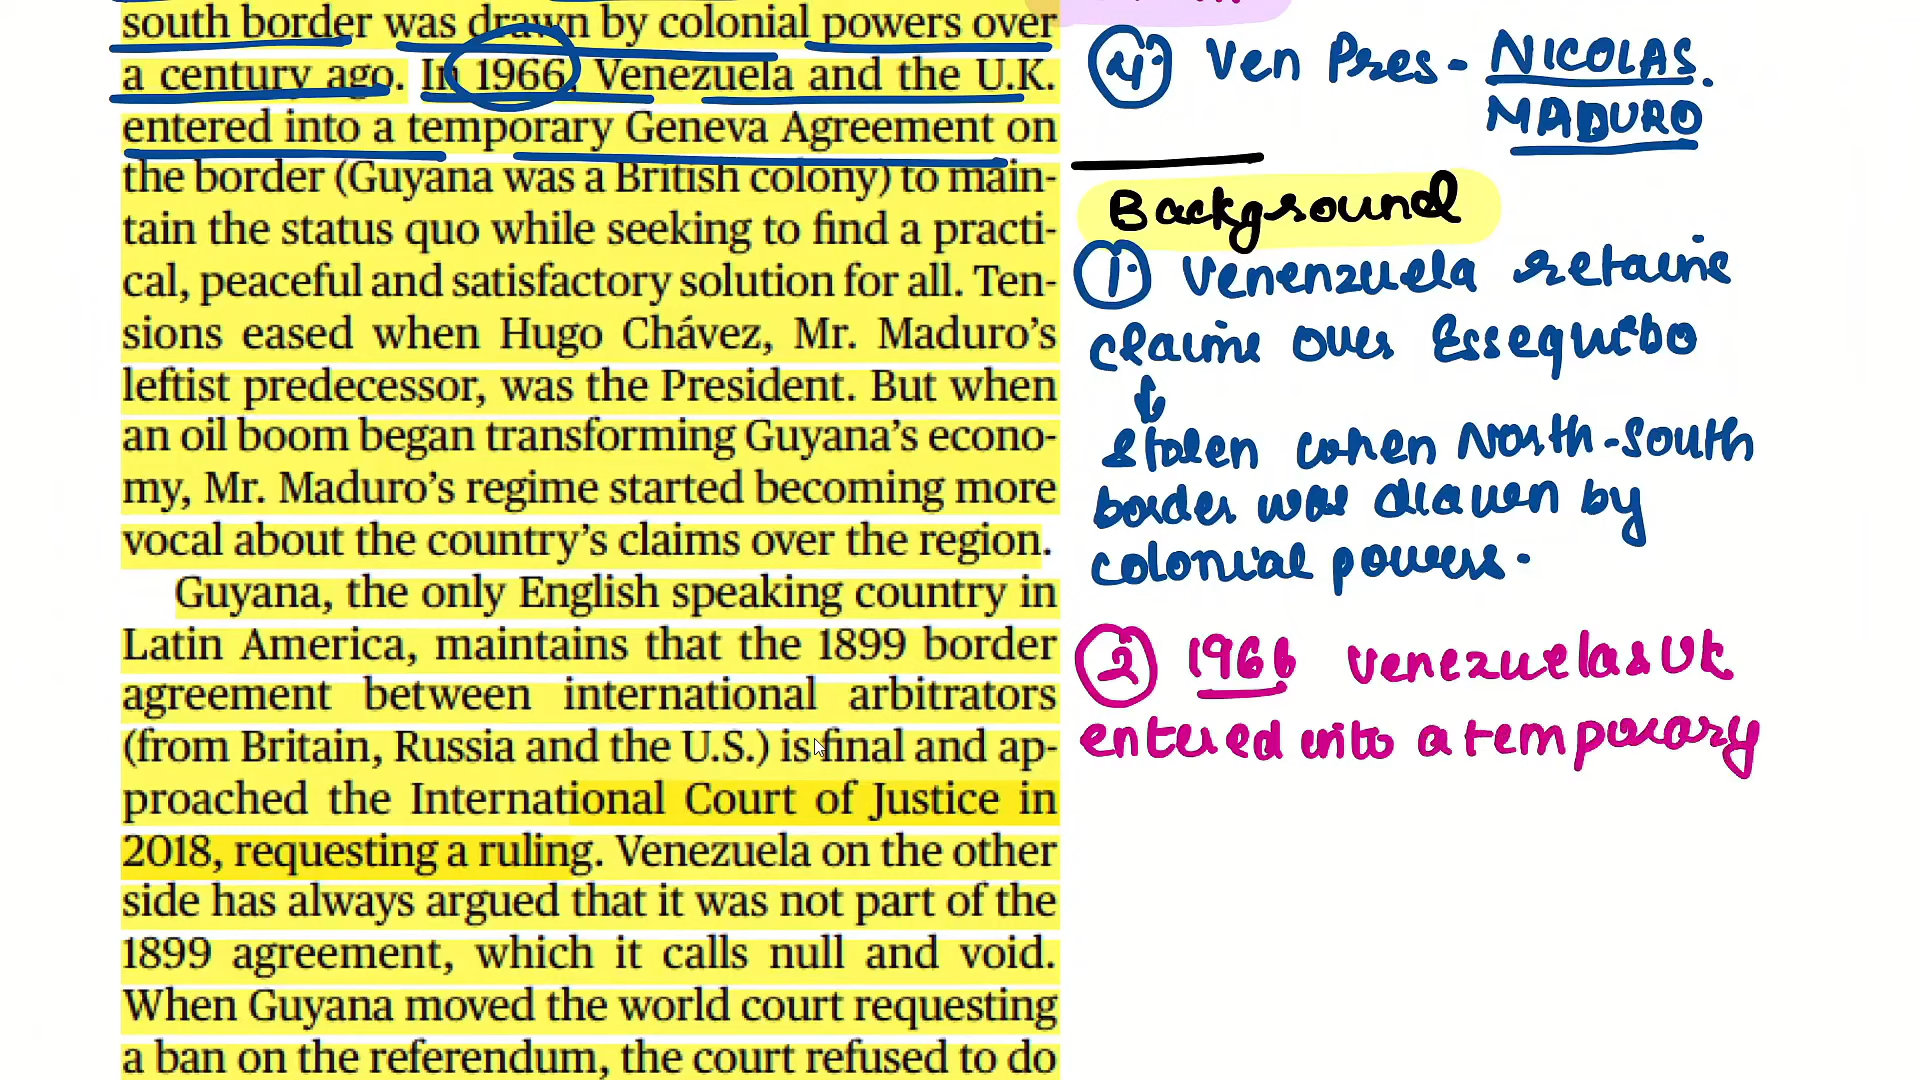 south border was drawn by colonial powers over
a century ago. In 1966, Venezuela and the U.K.
entered into a temporary Geneva Agreement on
the border (Guyana was a British colony) to main-
tain the status quo while seeking to find a practi-
cal, peaceful and satisfactory solution for all. Ten-
sions eased when Hugo Chávez, Mr. Maduro's
leftist predecessor, was the President. But when
an oil boom began transforming Guyana's econo-
my, Mr. Maduro's regime started becoming more
vocal about the country's claims over the region.
Guyana, the only English speaking country in
Latin America, maintains that the 1899 border
agreement between international arbitrators
(from Britain, Russia and the U.S.) is final and ap-
proached the International Court of Justice in
2018, requesting a ruling. Venezuela on the other
side has always argued that it was not part of the
1899 agreement, which it calls null and void.
When Guyana moved the world court requesting
a ban on the referendum, the court refused to do
4. Ven Pres - NICOLAS
MADURO
Background
1. Venenzuela retains
claims over Essequibo
stolen when North-South
border was drawn by
colonial powers.
2 1966 Venezuela & UK
entered into a temporary